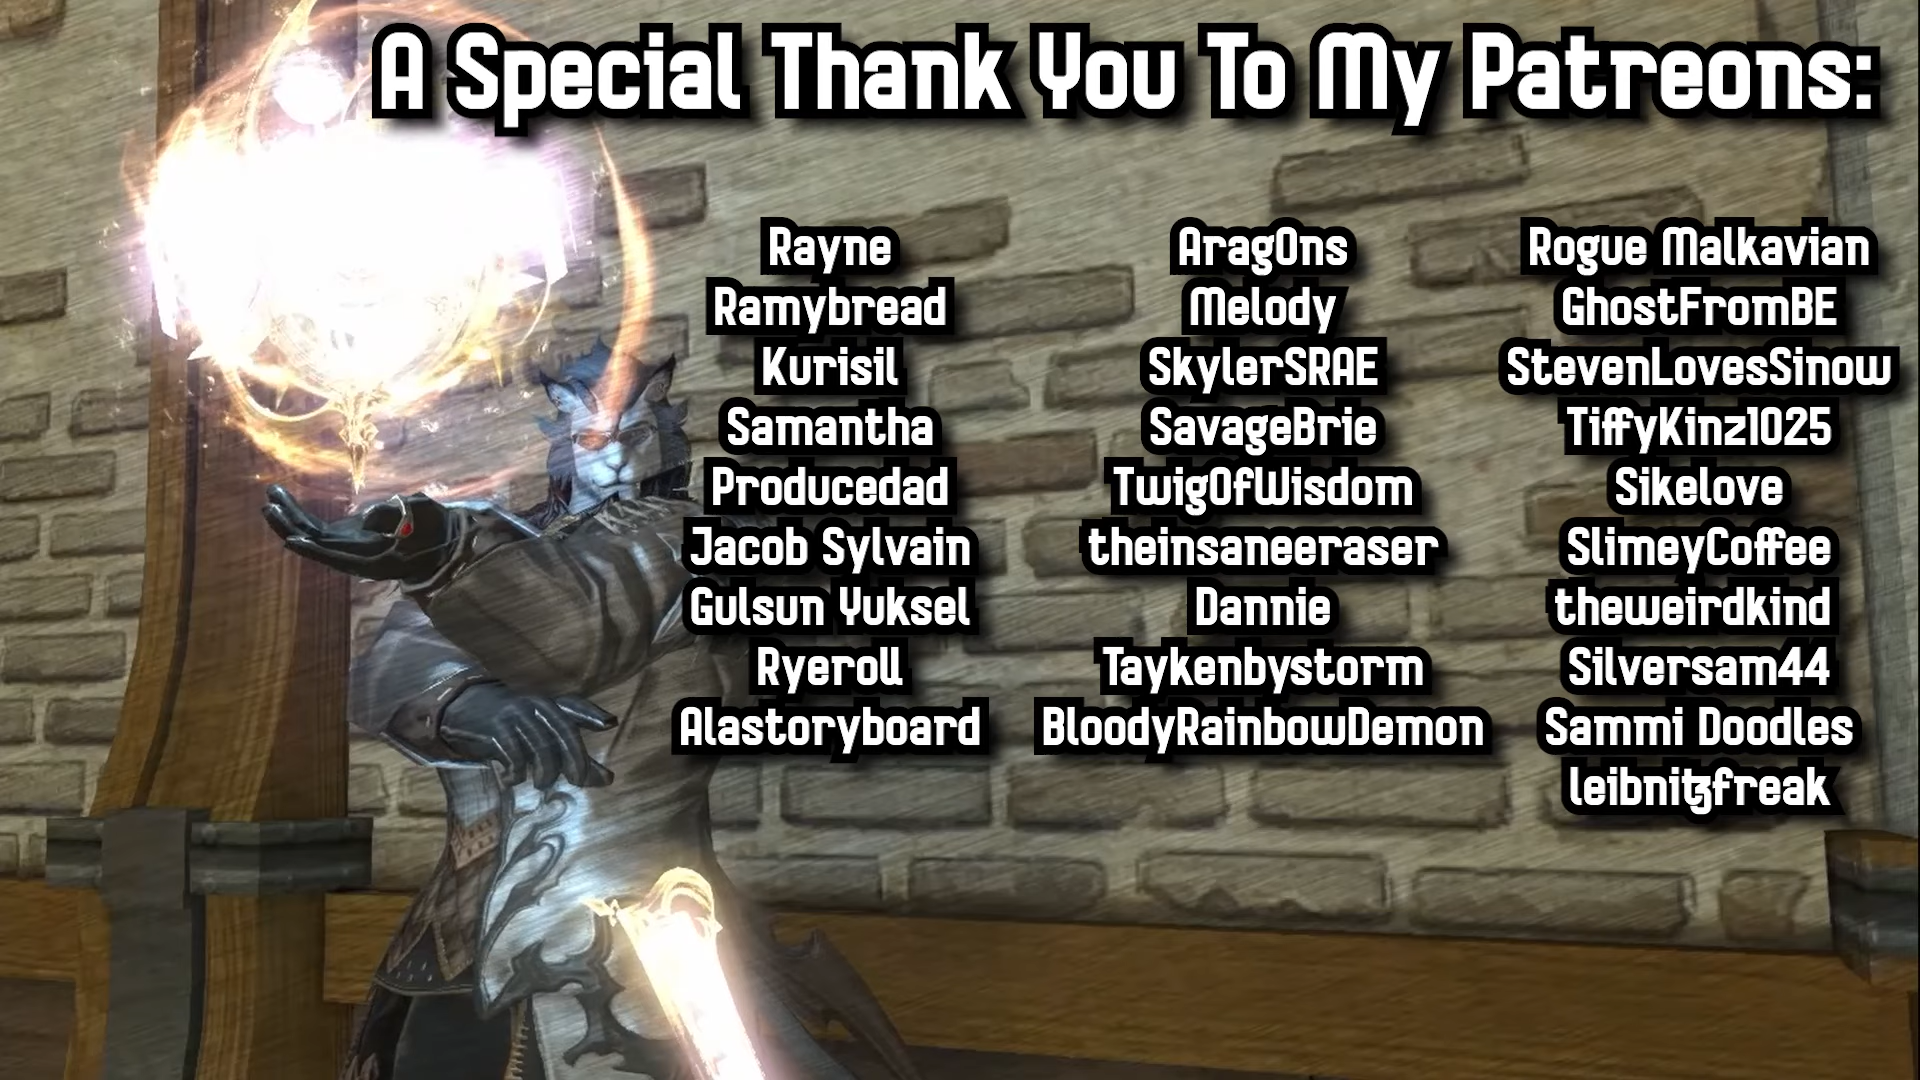 A Special Thank You To My Patreons:
Rayne
Ramybread
Kurisil
Samantha
Producedad
Jacob Sylvain
Gulsun Yuksel
Ryeroll
Alastoryboard
AragOns
Melody
SkylerSRAE
SavageBrie
TwigOfWisdom
theinsaneeraser
Dannie
Taykenbystorm
BloodyRainbowDemon
Rogue Malkavian
GhostFromBE
StevenLovesSinow
TiffyKinz1025
Sikelove
SlimeyCoffee
theweirdkind
Silversam44
Sammi Doodles
leibnitzfreak